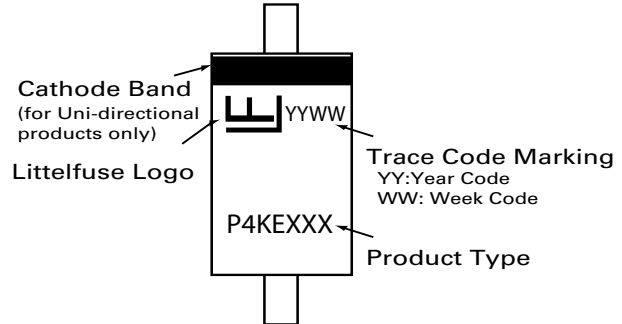 Cathode Band
(for Uni-directional
products only)
Littelfuse Logo
YYWW
Trace Code Marking
YY:Year Code
WW: Week Code
P4KEXXX
Product Type